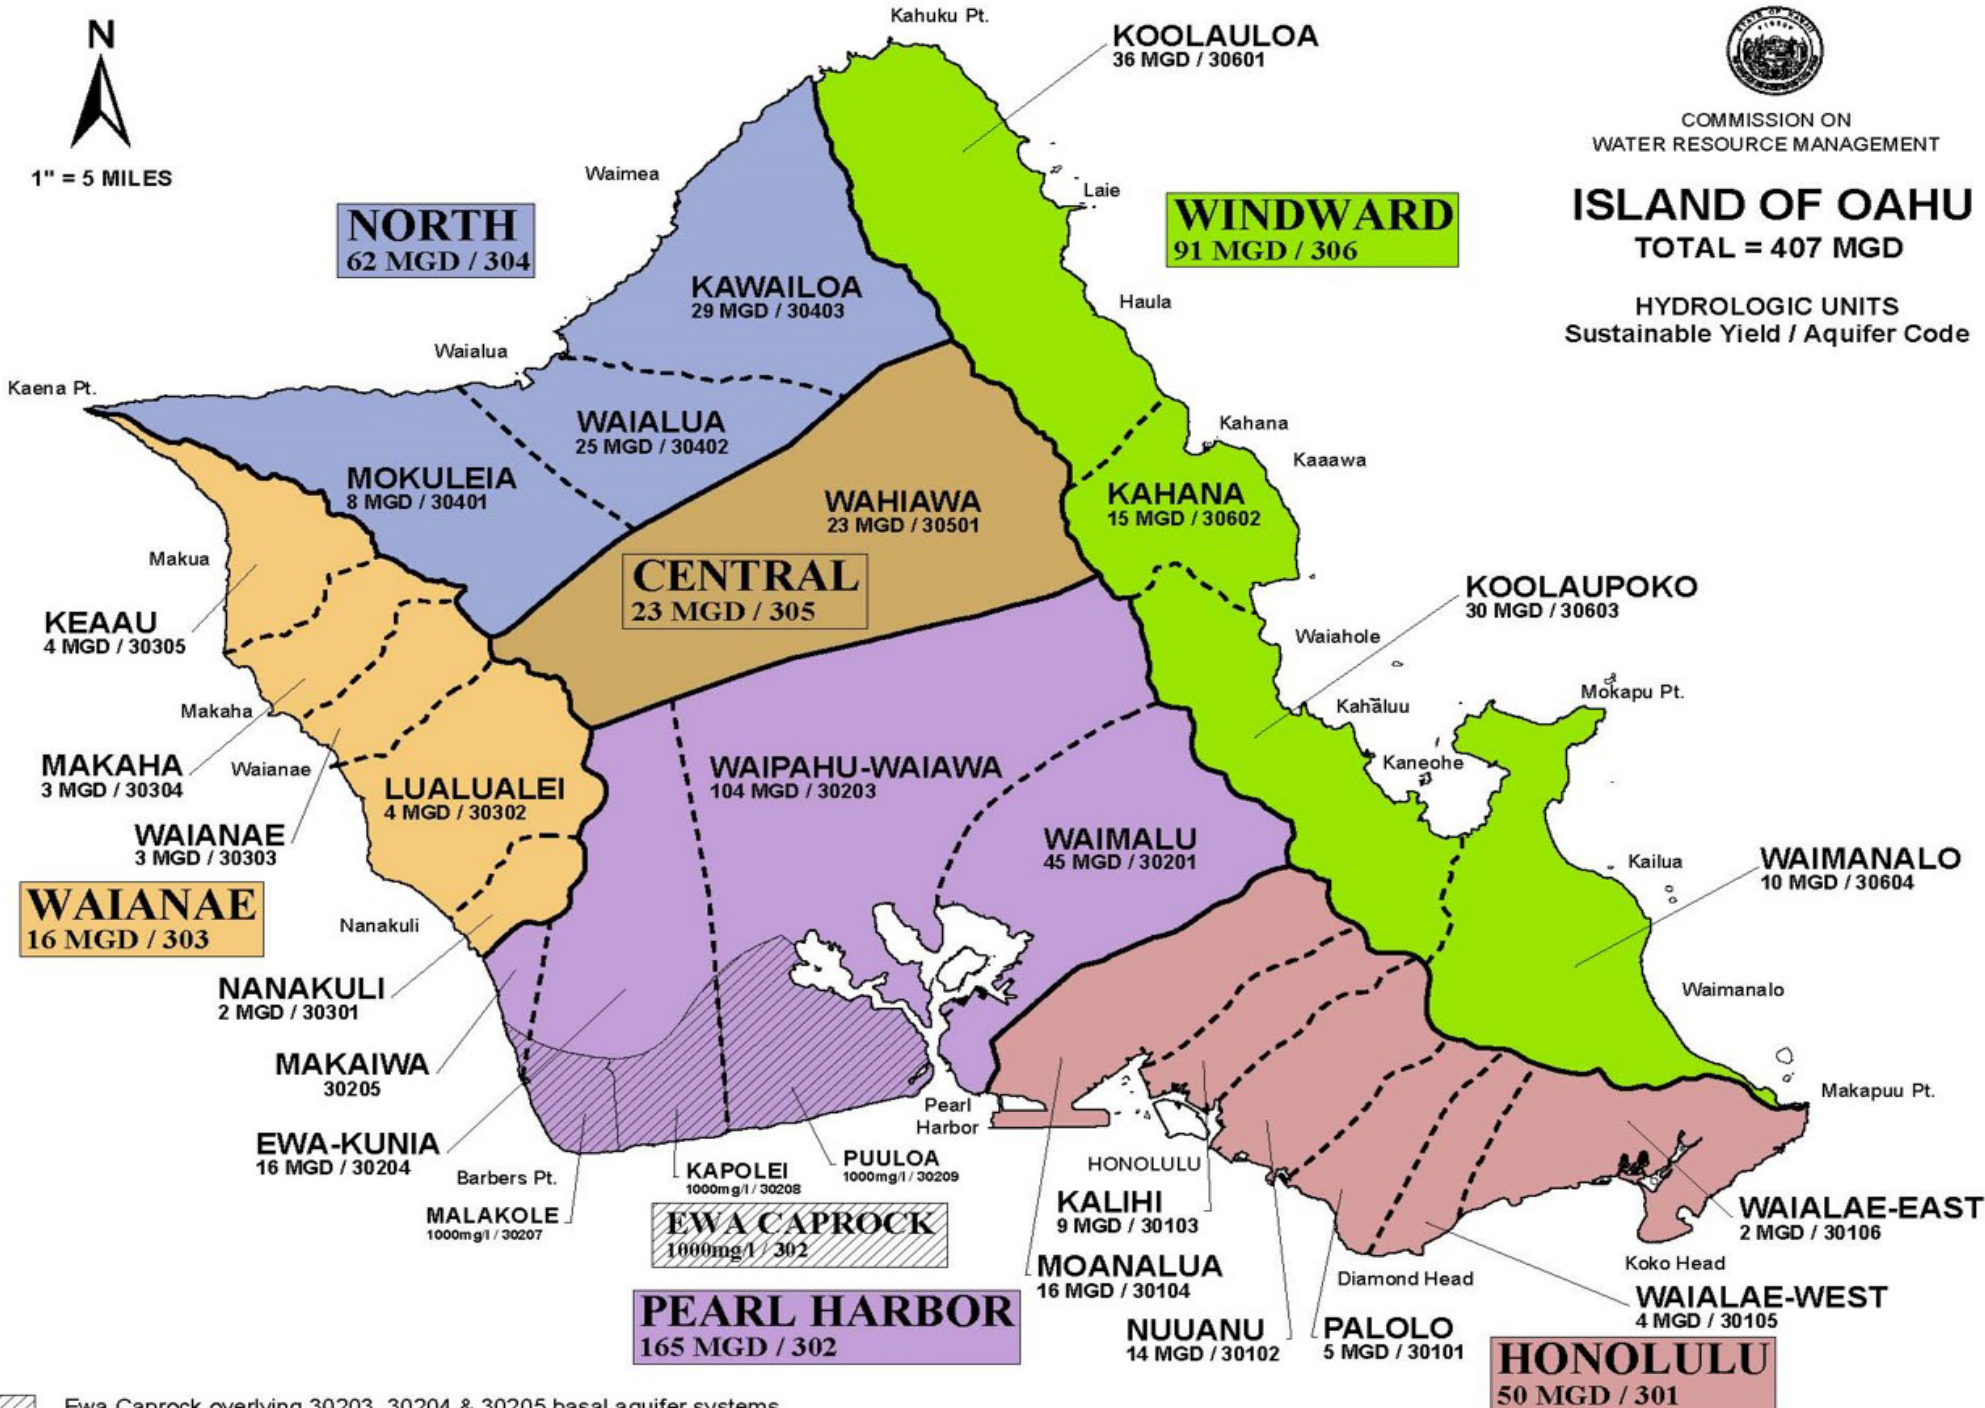 N
1" = 5 MILES
COMMISSION ON
WATER RESOURCE MANAGEMENT
ISLAND OF OAHU
TOTAL = 407 MGD
HYDROLOGIC UNITS
Sustainable Yield / Aquifer Code
Kahuku Pt.
KOOLAULOA
36 MGD / 30601
Waimea
Laie
NORTH
62 MGD / 304
WINDWARD
91 MGD / 306
KAWAILOA
29 MGD / 30403
Haula
Waialua
Kaena Pt.
WAIALUA
25 MGD / 30402
Kahana
Kaaawa
MOKULEIA
8 MGD / 30401
WAHIAWA
23 MGD / 30501
KAHANA
15 MGD / 30602
Makua
CENTRAL
23 MGD / 305
KOOLAUPOKO
30 MGD / 30603
KEAAU
4 MGD / 30305
Waiahole
Makaha
Kahaluu
Mokapu Pt.
MAKAHA
3 MGD / 30304
Waianae
WAIPAHU-WAIAWA
104 MGD / 30203
Kaneohe
LUALUALEI
4 MGD / 30302
WAIANAE
3 MGD / 30303
WAIMALU
45 MGD / 30201
Kailua
WAIMANALO
10 MGD / 30604
WAIANAE
16 MGD / 303
Nanakuli
NANAKULI
2 MGD / 30301
Waimanalo
MAKAIWA
30205
Makapuu Pt.
Pearl
Harbor
EWA-KUNIA
16 MGD / 30204
Barbers Pt.
KAPOLEI
1000mg/l / 30208
PUULOA
1000mg/l / 30209
HONOLULU
KALIHI
9 MGD / 30103
MALAKOLE
1000mg/l / 30207
EWA CAPROCK
1000mg/l / 302
WAIALAE-EAST
2 MGD / 30106
MOANALUA
16 MGD / 30104
Diamond Head
Koko Head
PEARL HARBOR
165 MGD / 302
NUUANU
14 MGD / 30102
PALOLO
5 MGD / 30101
WAIALAE-WEST
4 MGD / 30105
HONOLULU
50 MGD / 301
Ewa Caprock overlying 30203, 30204 & 30205 basal aquifer systems